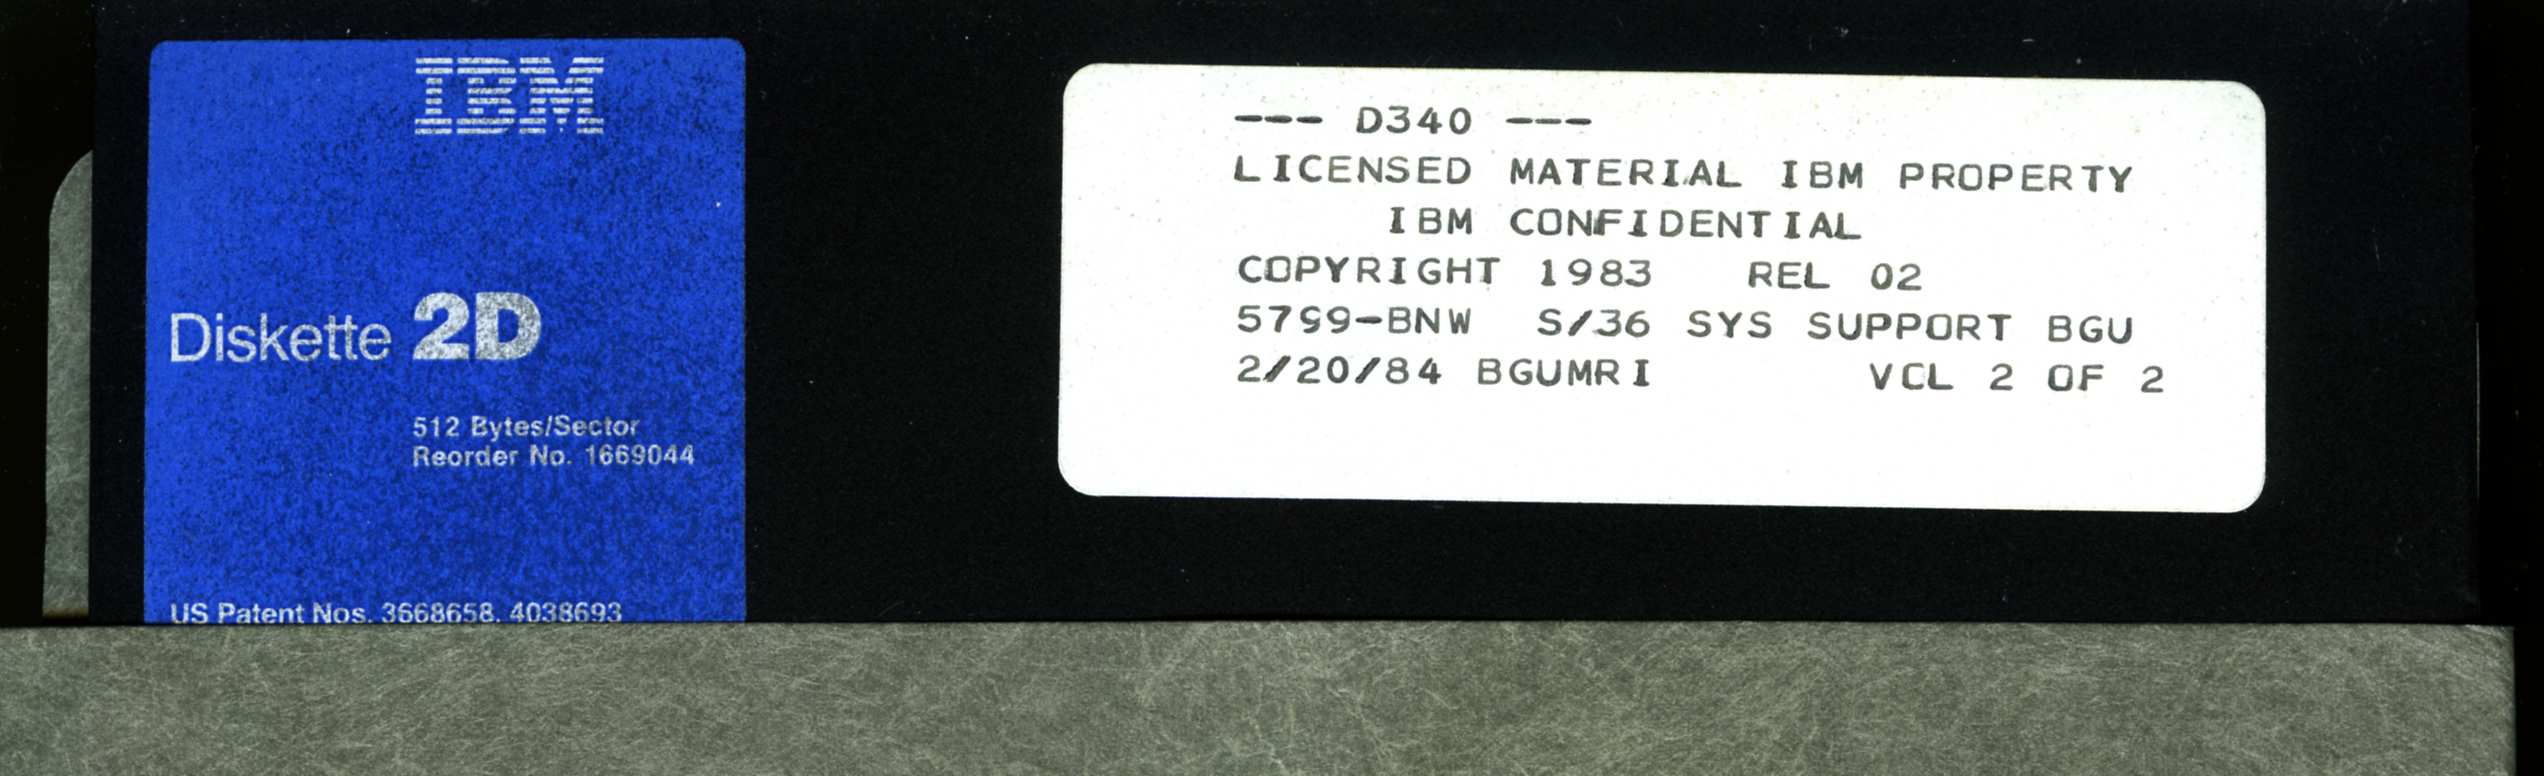 IBM
Diskette 2D
512 Bytes/Sector
Reorder No. 1669044
US Patent Nos. 3668658, 4038693
--- D340 ---
LICENSED MATERIAL IBM PROPERTY
IBM CONFIDENTIAL
COPYRIGHT 1983 REL 02
5799-BNW S/36 SYS SUPPORT BGU
2/20/84 BGUMRI VOL 2 OF 2